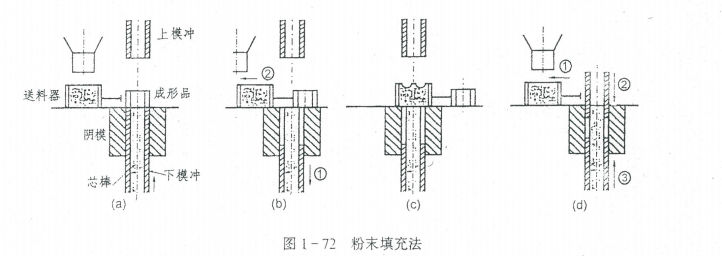 上模冲
送料器
成形品
阴模
芯棒
下模冲
(a)
②
①
(b)
(c)
①
②
③
(d)
图 1-72 粉末填充法